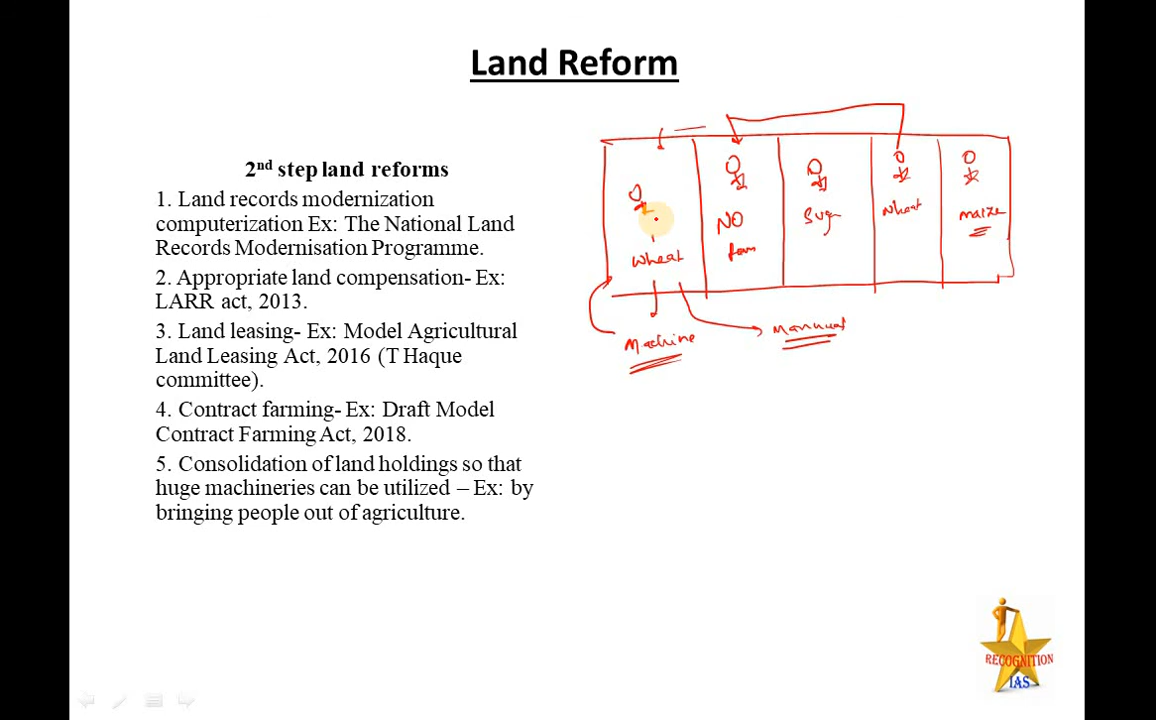 Land Reform
2nd step land reforms
1. Land records modernization
computerization Ex: The National Land
Records Modernisation Programme.
2. Appropriate land compensation- Ex:
LARR act, 2013.
3. Land leasing- Ex: Model Agricultural
Land Leasing Act, 2016 (T Haque
committee).
4. Contract farming- Ex: Draft Model
Contract Farming Act, 2018.
5. Consolidation of land holdings so that
huge machineries can be utilized – Ex: by
bringing people out of agriculture.
wheat
NO
farm
Suga
wheat
maize
Machine
Mannual
RECOGNITION
IAS